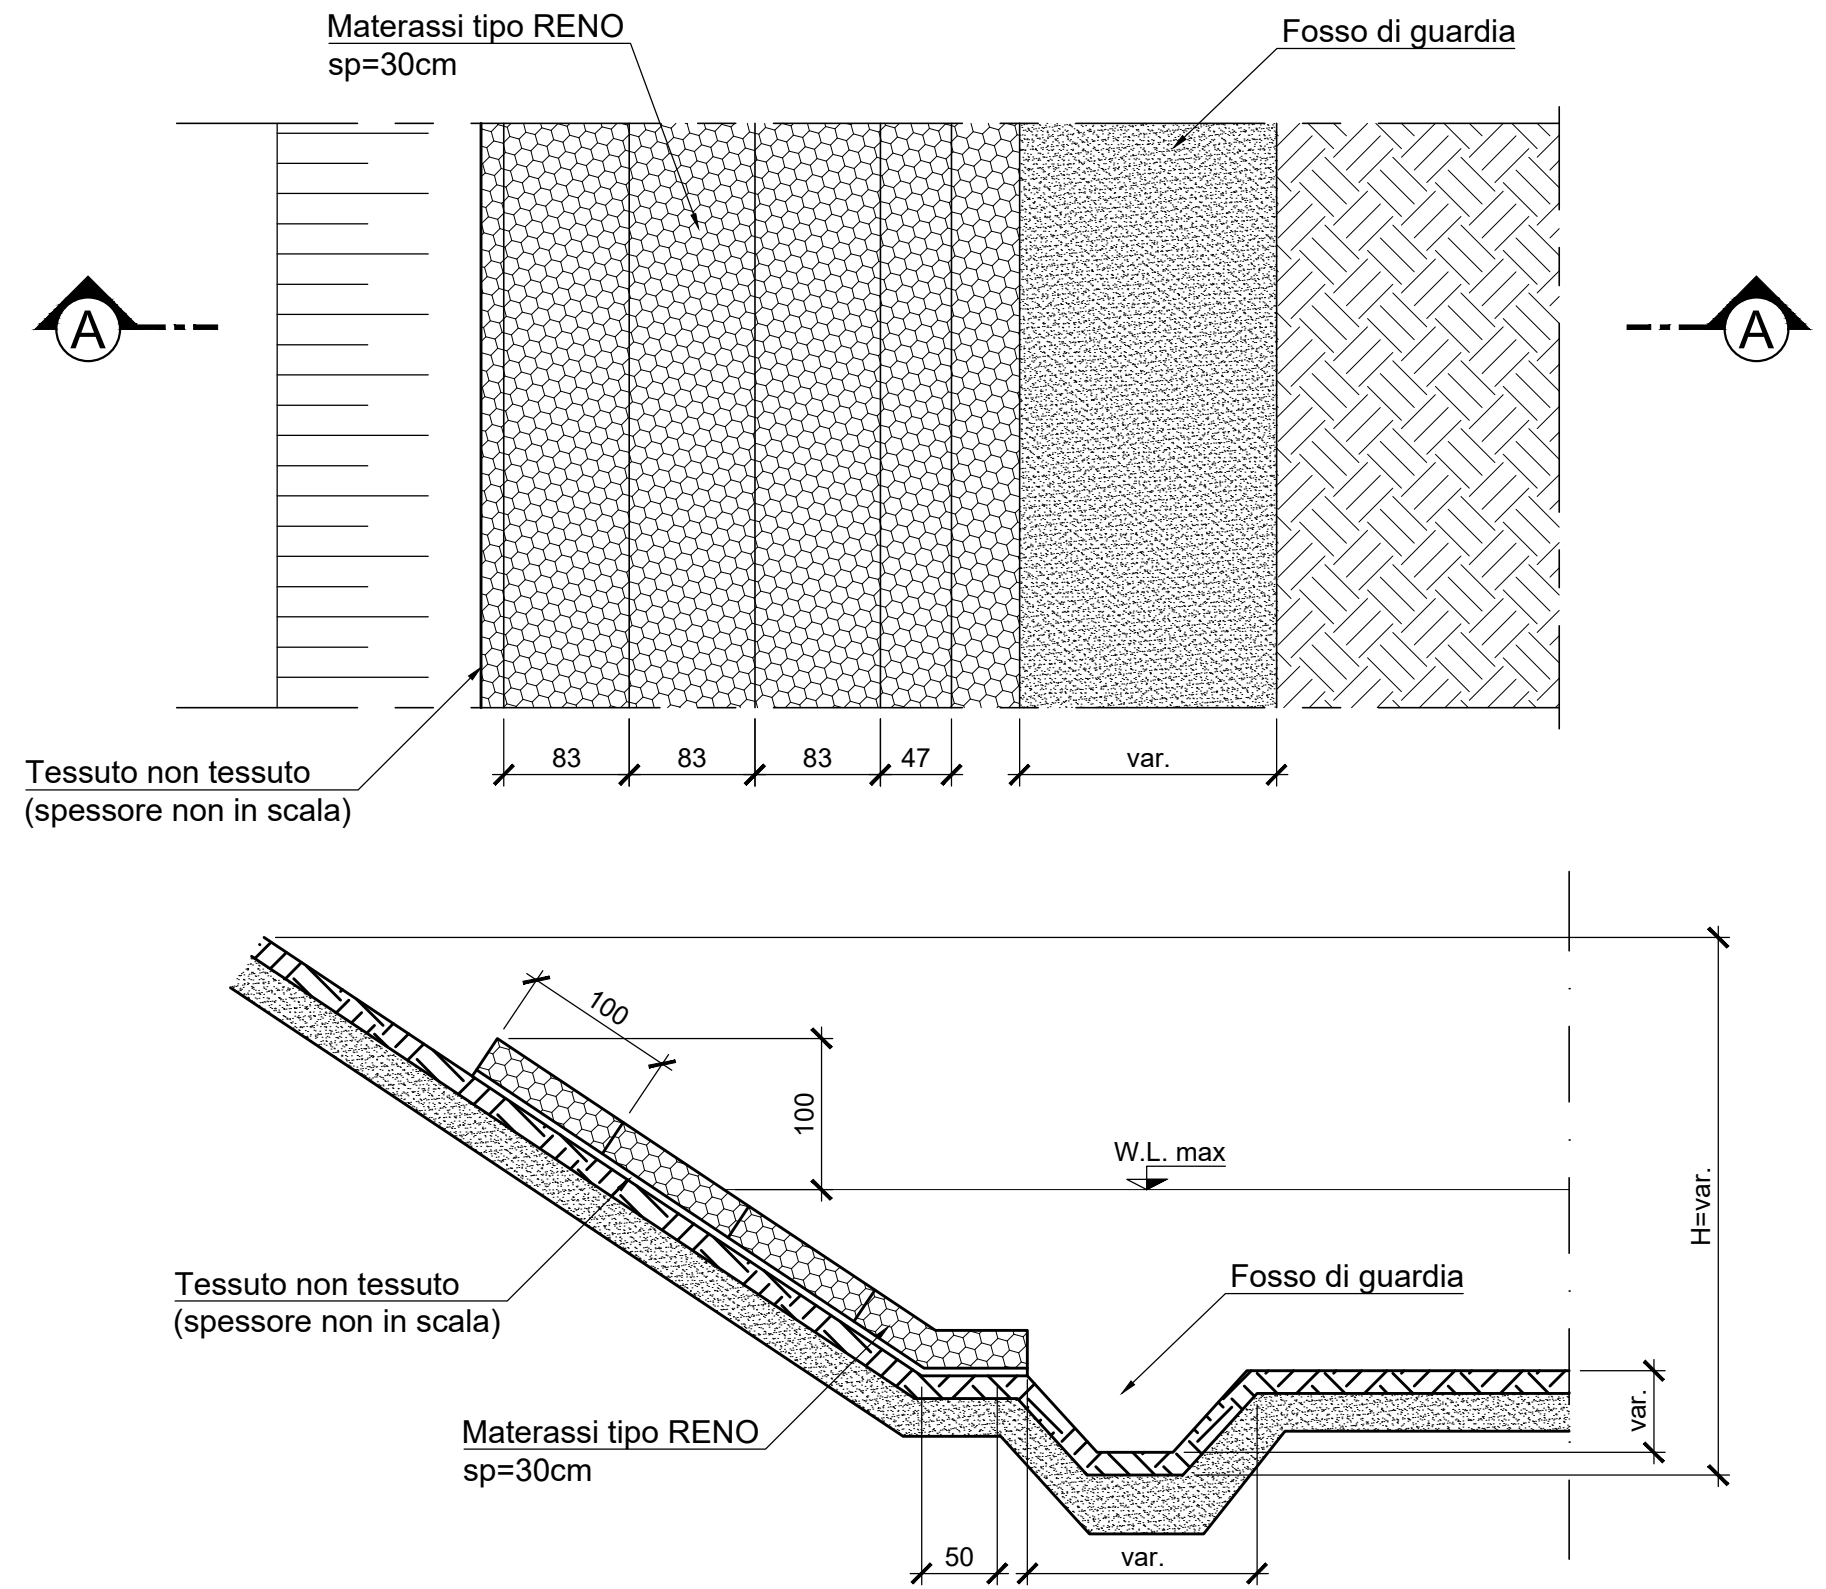 Materassi tipo RENO
sp=30cm
Fosso di guardia
A
A
83
83
83
47
var.
Tessuto non tessuto
(spessore non in scala)
100
100
W.L. max
H=var.
Tessuto non tessuto
(spessore non in scala)
Fosso di guardia
var.
Materassi tipo RENO
sp=30cm
50
var.